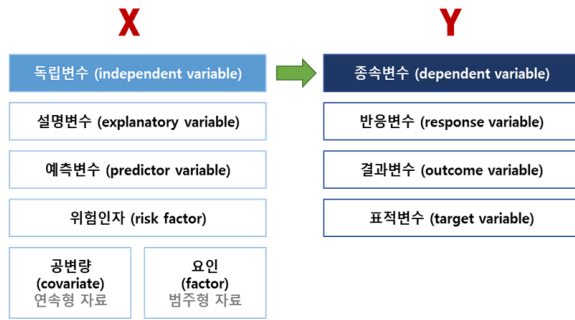 X
Y
독립변수 (independent variable)
종속변수 (dependent variable)
설명변수 (explanatory variable)
반응변수 (response variable)
예측변수 (predictor variable)
결과변수 (outcome variable)
위험인자 (risk factor)
표적변수 (target variable)
공변량
(covariate)
연속형 자료
요인
(factor)
범주형 자료